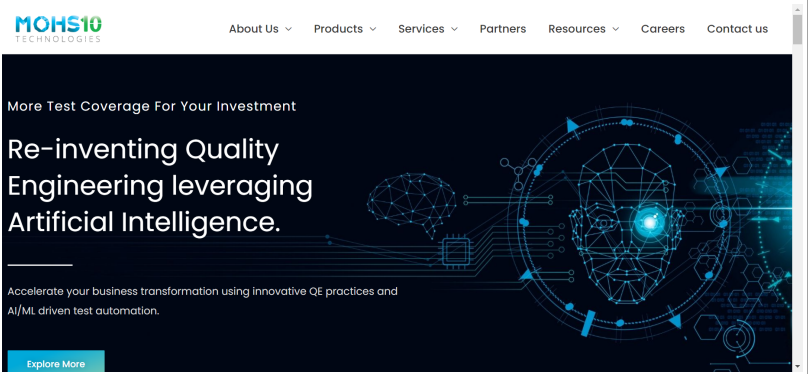 MOHS10
TECHNOLOGIES
About Us Products Services Partners Resources Careers Contact us
More Test Coverage For Your Investment
Re-inventing Quality
Engineering leveraging
Artificial Intelligence.
Accelerate your business transformation using innovative QE practices and
AI/ML driven test automation.
Explore More